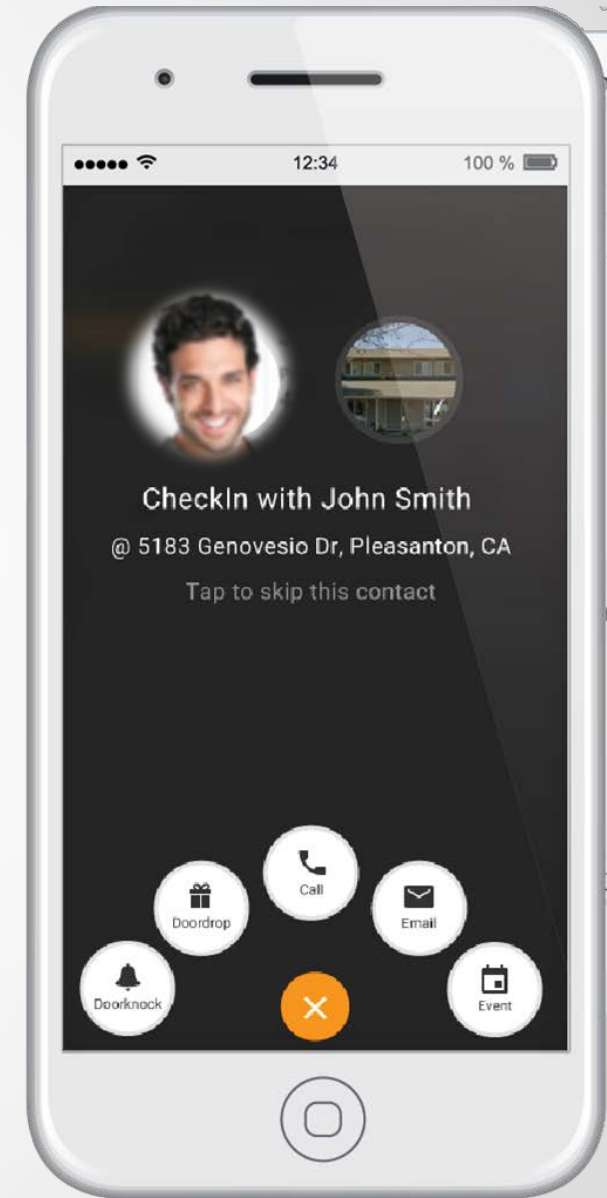 12:34
100 %
CheckIn with John Smith
@ 5183 Genovesio Dr, Pleasanton, CA
Tap to skip this contact
Call
Doordrop
Email
Doorknock
Event